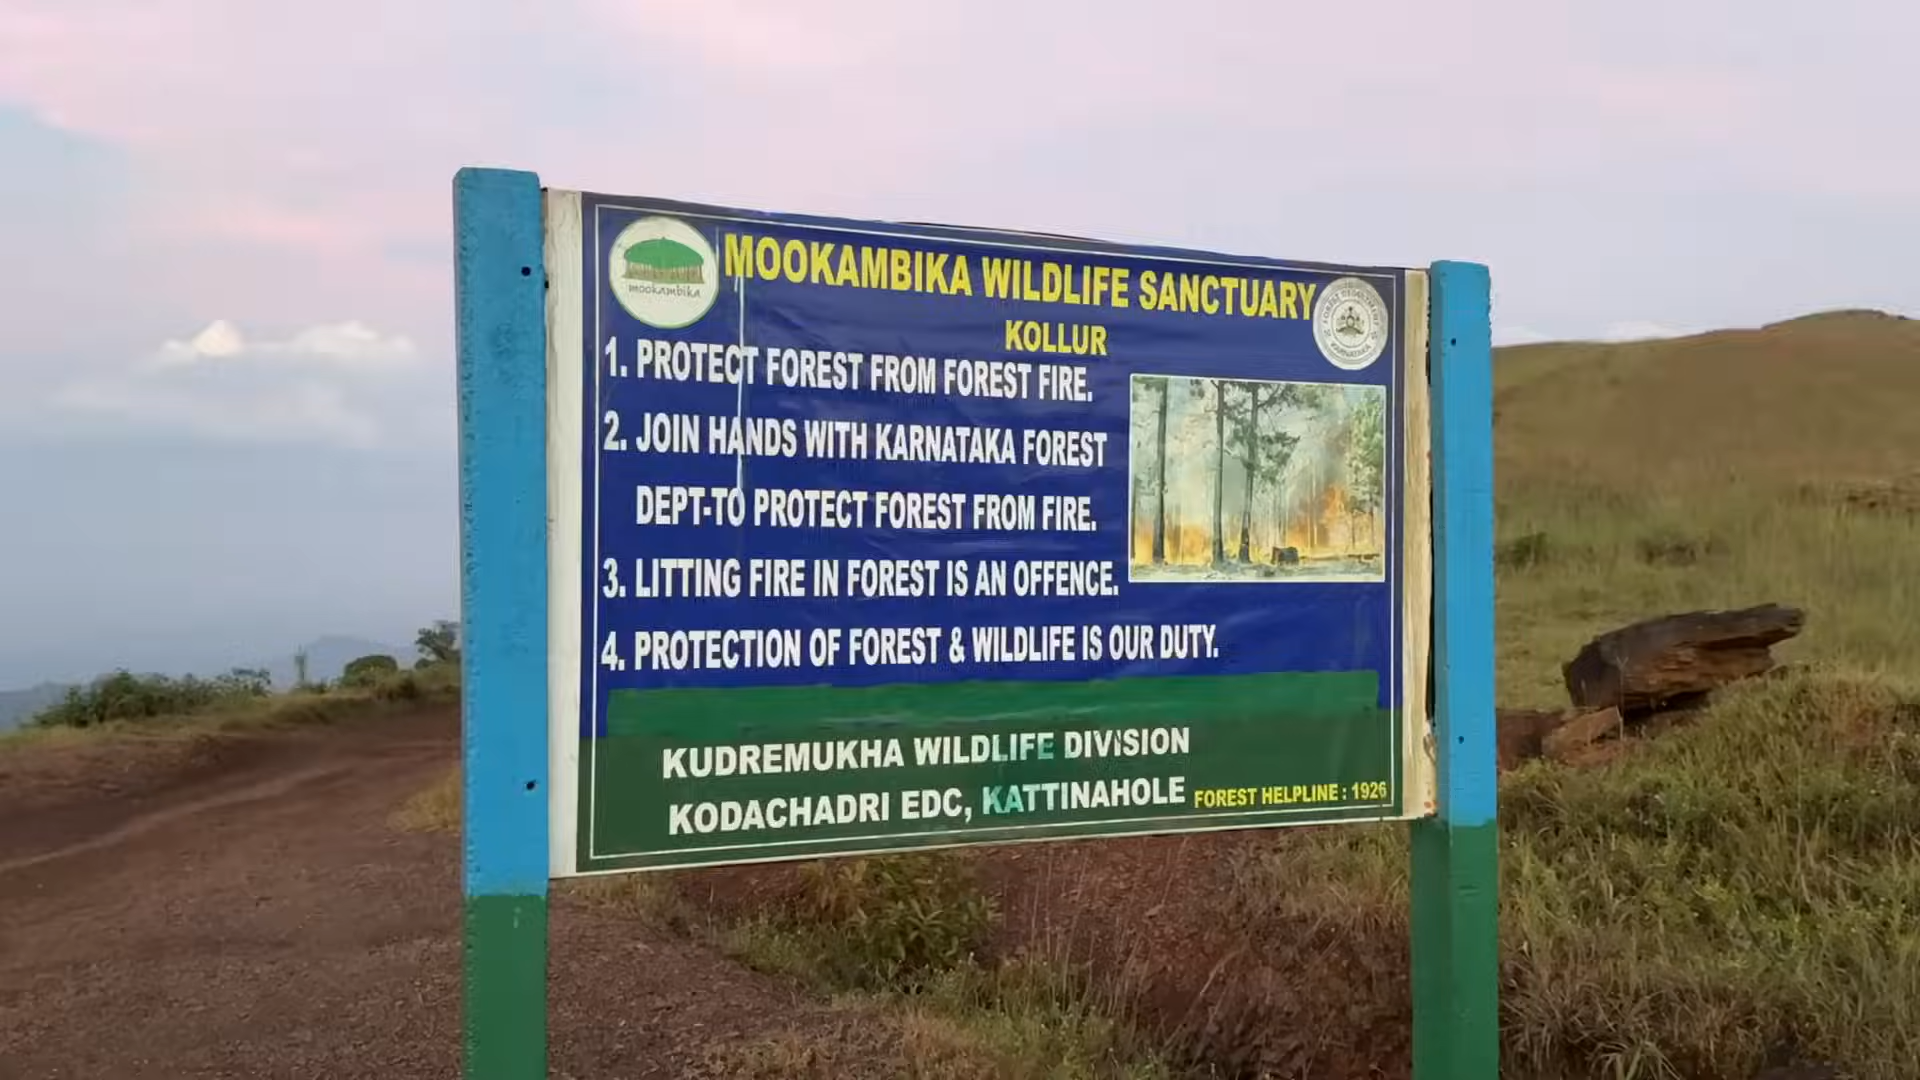 mookambika
MOOKAMBIKA WILDLIFE SANCTUARY
KOLLUR
KARNATAKA
1. PROTECT FOREST FROM FOREST FIRE.
2. JOIN HANDS WITH KARNATAKA FOREST
DEPT-TO PROTECT FOREST FROM FIRE.
3. LITTING FIRE IN FOREST IS AN OFFENCE.
4. PROTECTION OF FOREST & WILDLIFE IS OUR DUTY.
KUDREMUKHA WILDLIFE DIVISION
KODACHADRI EDC, KATTINAHOLE
FOREST HELPLINE : 1926